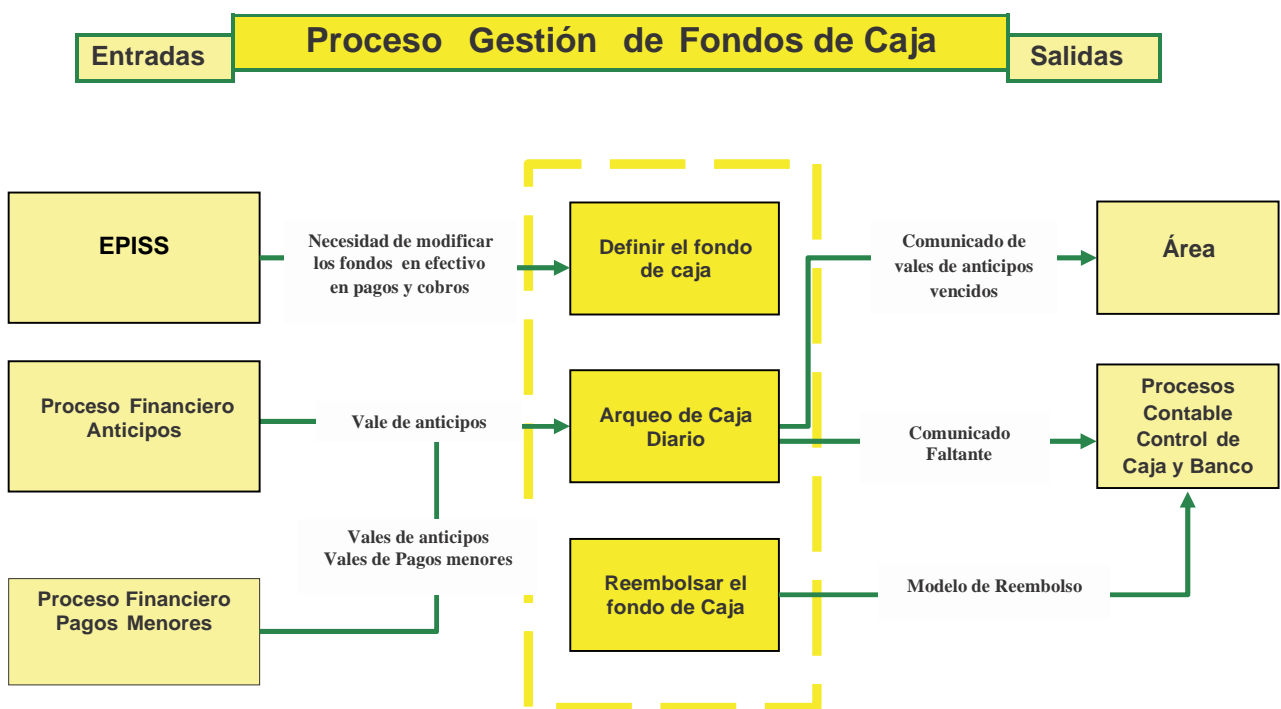 Entradas
Proceso Gestión de Fondos de Caja
Salidas
EPISS
Necesidad de modificar
los fondos en efectivo
en pagos y cobros
Definir el fondo
de caja
Comunicado de
vales de anticipos
vencidos
Área
Proceso Financiero
Anticipos
Vale de anticipos
Arqueo de Caja
Diario
Comunicado
Faltante
Procesos
Contable
Control de
Caja y Banco
Vales de anticipos
Vales de Pagos menores
Proceso Financiero
Pagos Menores
Reembolsar el
fondo de Caja
Modelo de Reembolso